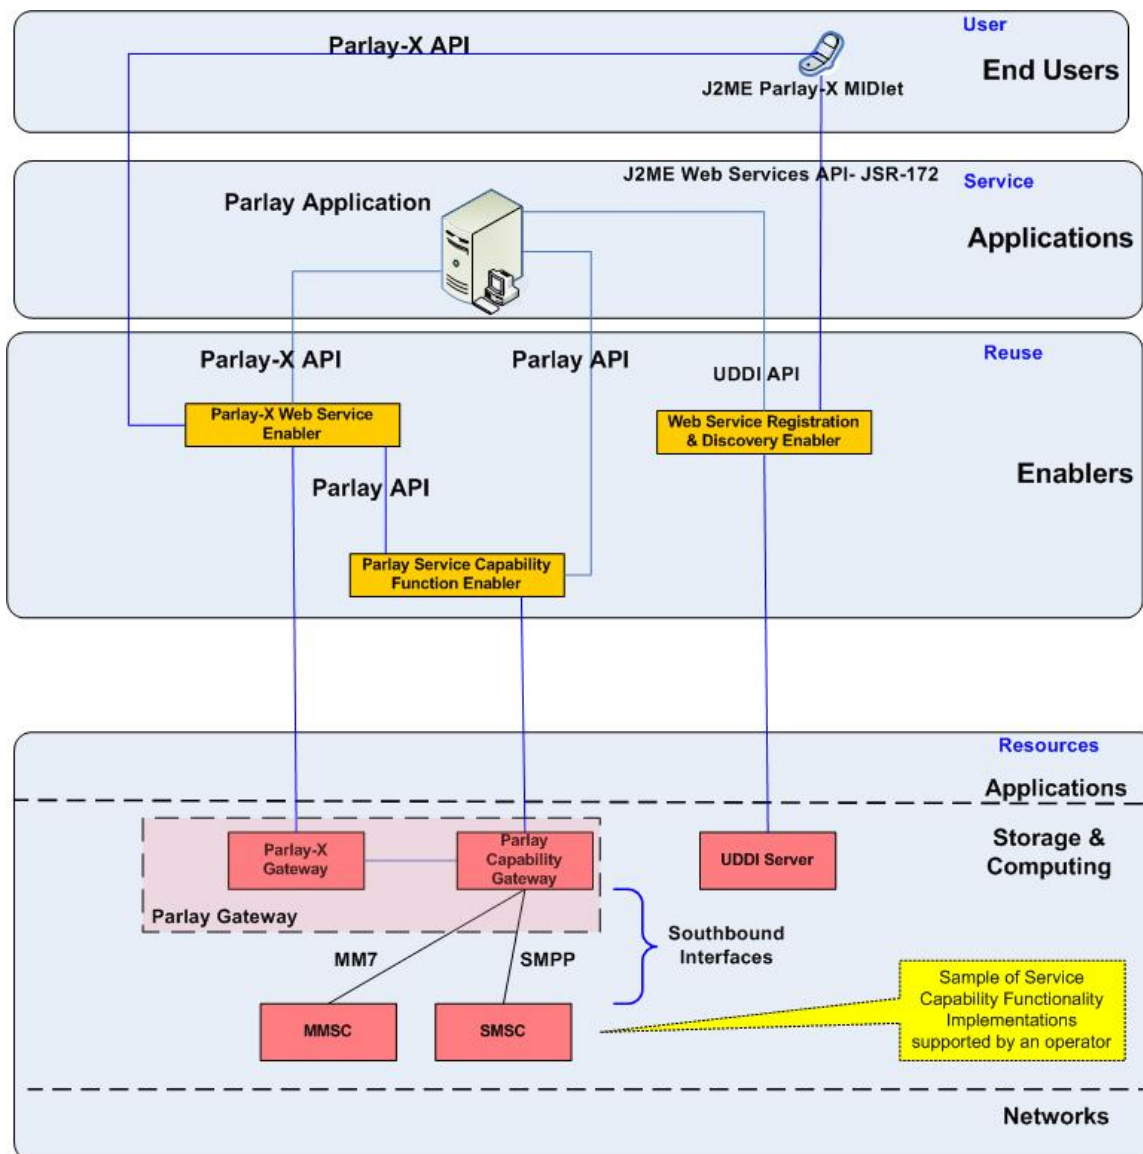 User
Parlay-X API
End Users
J2ME Parlay-X MIDlet
J2ME Web Services API- JSR-172
Service
Parlay Application
Applications
Reuse
Parlay-X API
Parlay API
UDDI API
Parlay-X Web Service
Enabler
Web Service Registration
& Discovery Enabler
Enablers
Parlay API
Parlay Service Capability
Function Enabler
Resources
Applications
Parlay-X
Gateway
Parlay
Capability
Gateway
UDDI Server
Storage &
Computing
Parlay Gateway
MM7
SMPP
Southbound
Interfaces
MMSC
SMSC
Sample of Service
Capability Functionality
Implementations
supported by an operator
Networks